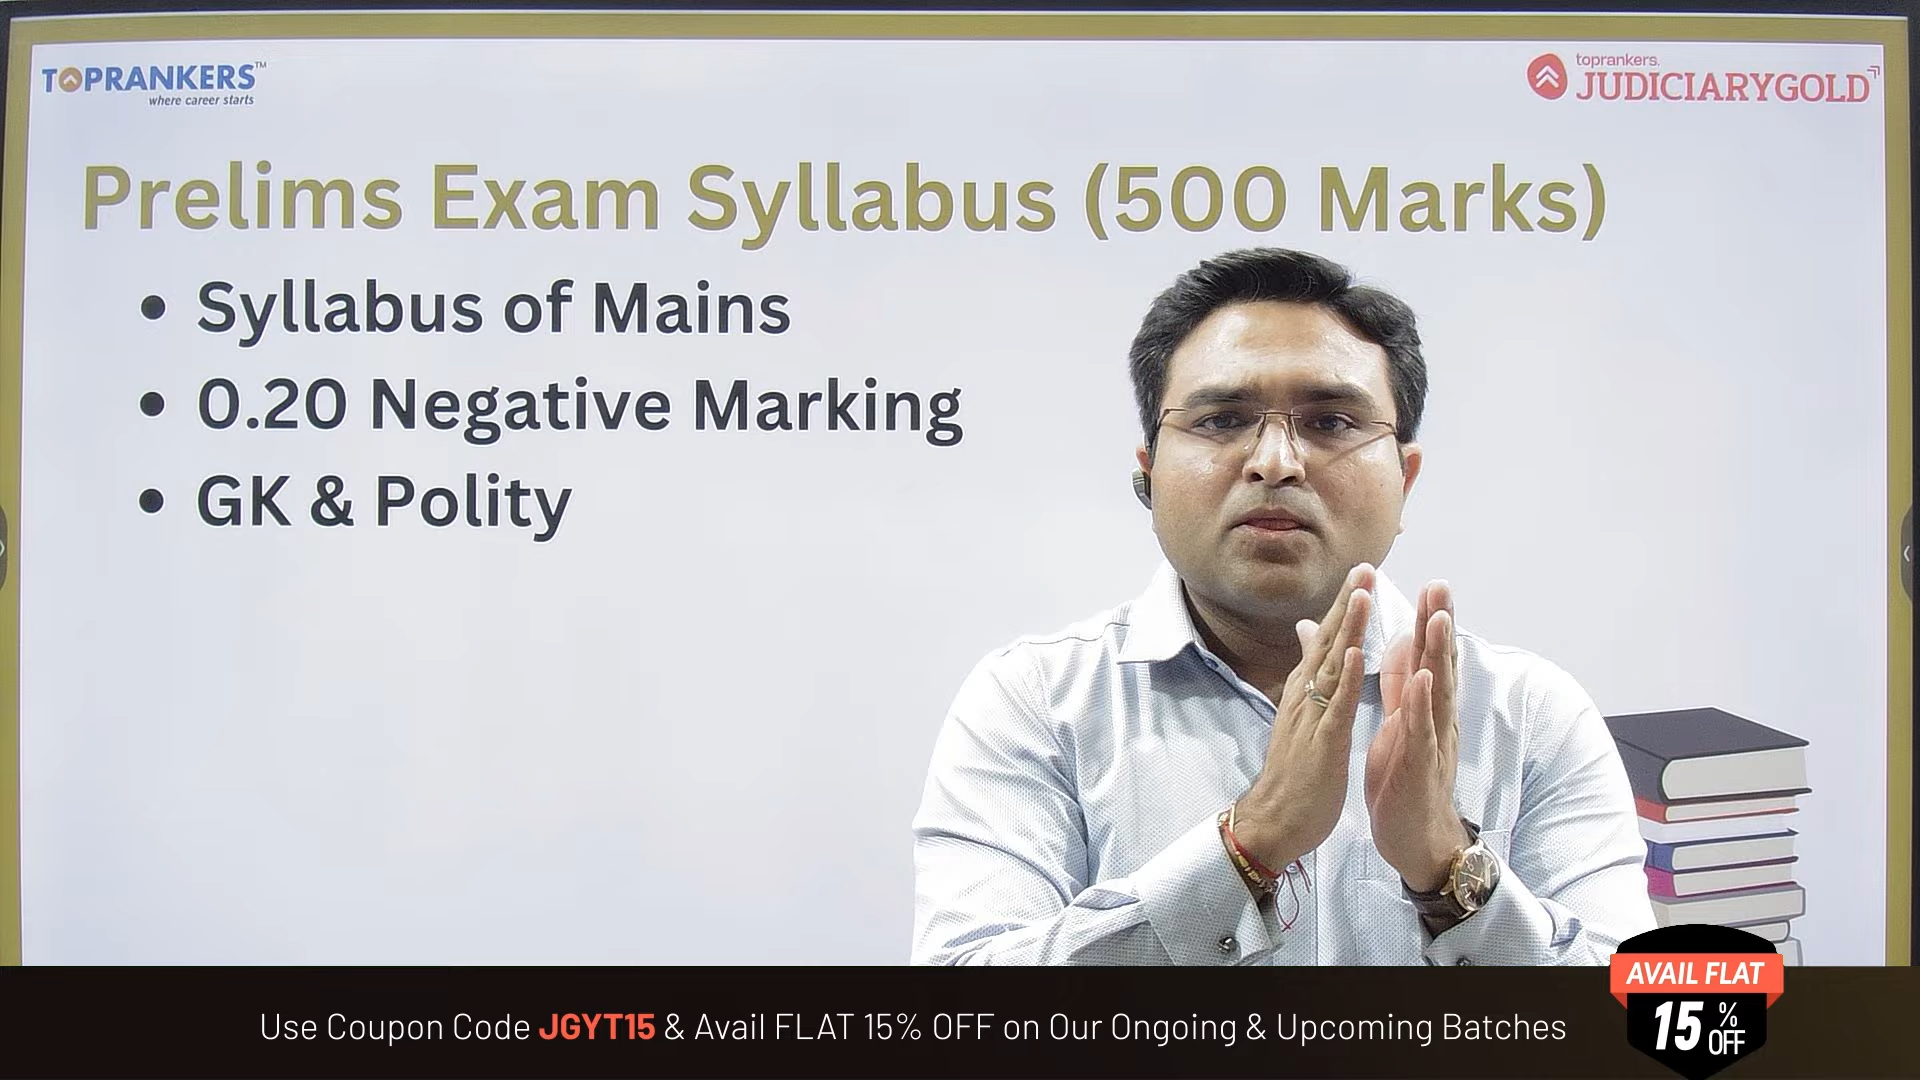 TOPRANKERS™
where career starts
toprankers.
JUDICIARYGOLD
Prelims Exam Syllabus (500 Marks)
• Syllabus of Mains
• 0.20 Negative Marking
• GK & Polity
Use Coupon Code JGYT15 & Avail FLAT 15% OFF on Our Ongoing & Upcoming Batches
AVAIL FLAT
15% OFF